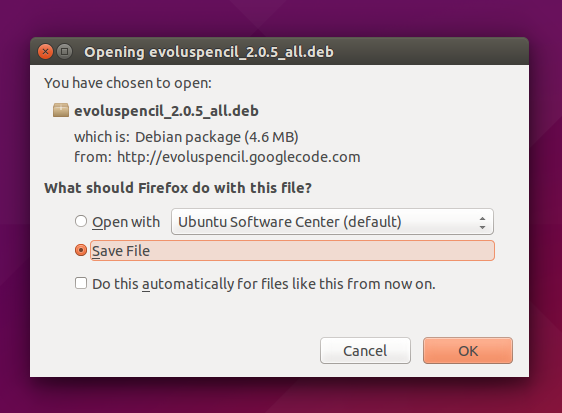 Opening evoluspencil_2.0.5_all.deb
You have chosen to open:
evoluspencil_2.0.5_all.deb
which is: Debian package (4.6 MB)
from: http://evoluspencil.googlecode.com
What should Firefox do with this file?
Open with Ubuntu Software Center (default)
Save File
Do this automatically for files like this from now on.
Cancel OK